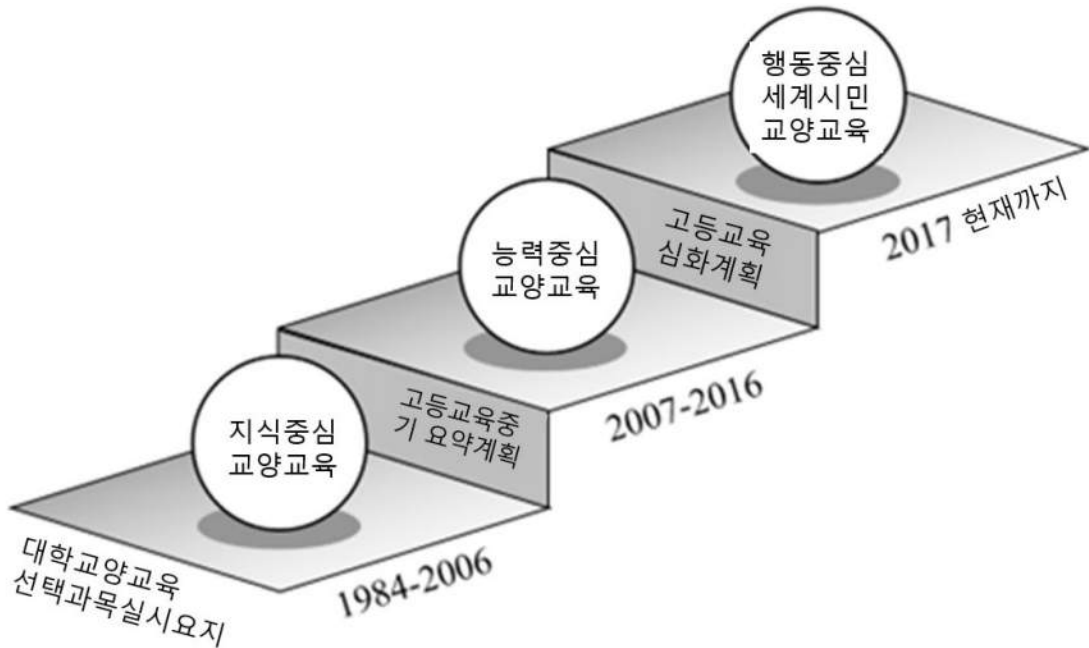 행동중심
세계시민
교양교육
2017 현재까지
고등교육
심화계획
능력중심
교양교육
2007-2016
고등교육중
기 요약계획
지식중심
교양교육
1984-2006
대학교양교육
선택과목실시요지